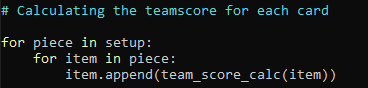 # Calculating the teamscore for each card

for piece in setup:
    for item in piece:
        item.append(team_score_calc(item))